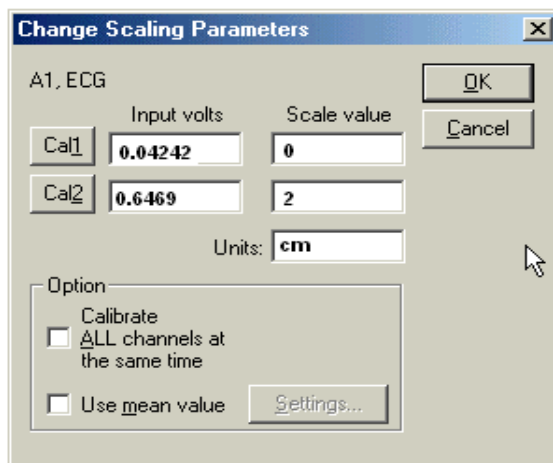 Change Scaling Parameters
A1, ECG
OK
Input volts Scale value
Cancel
Cal1 0.04242 0
Cal2 0.6469 2
Units: cm
Option
Calibrate
ALL channels at
the same time
Use mean value Settings...